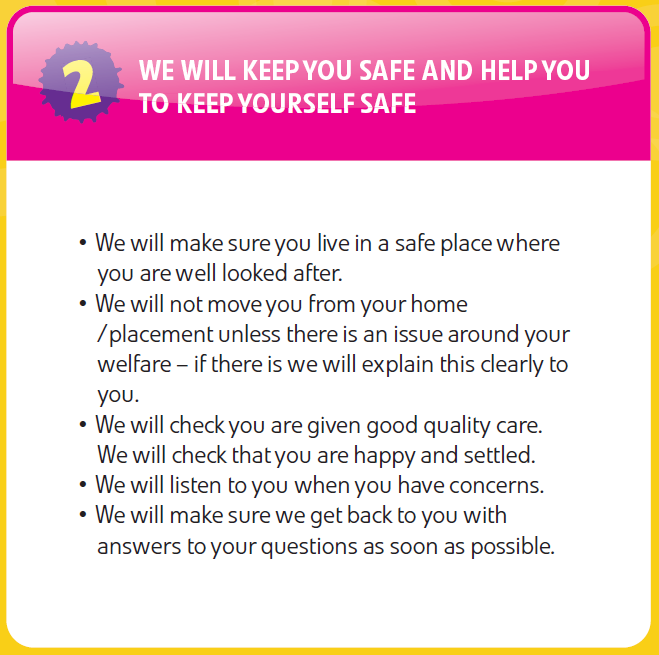 2
WE WILL KEEP YOU SAFE AND HELP YOU
TO KEEP YOURSELF SAFE
• We will make sure you live in a safe place where
you are well looked after.
• We will not move you from your home
/placement unless there is an issue around your
welfare – if there is we will explain this clearly to
you.
• We will check you are given good quality care.
We will check that you are happy and settled.
• We will listen to you when you have concerns.
• We will make sure we get back to you with
answers to your questions as soon as possible.